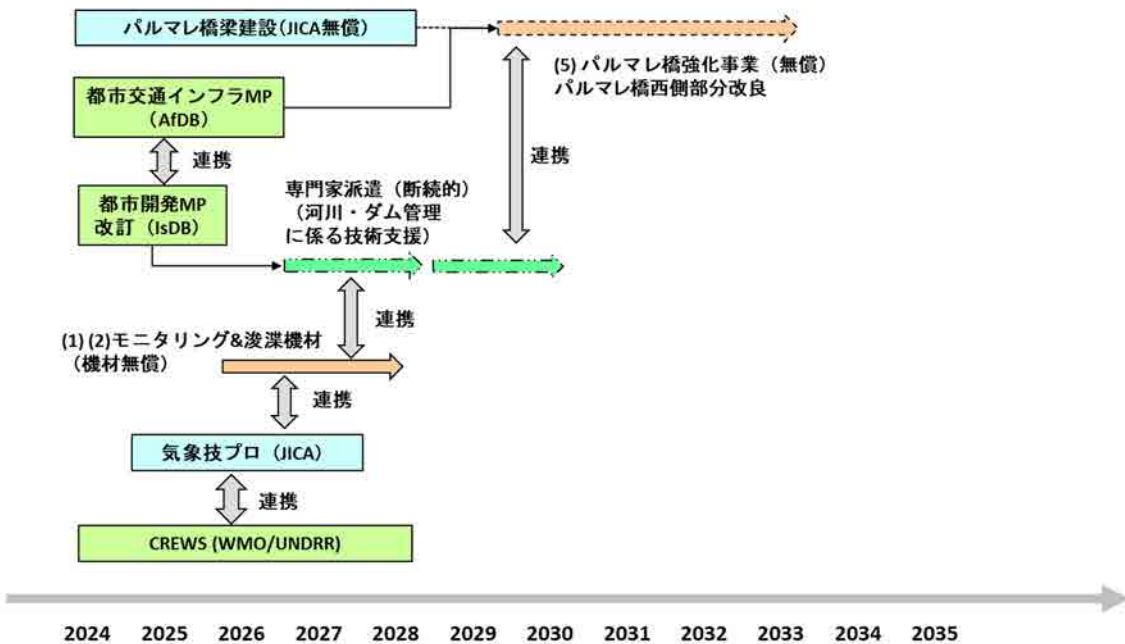 パルマレ橋梁建設(JICA無償)
(5) パルマレ橋強化事業（無償）
パルマレ橋西側部分改良
都市交通インフラMP
（AfDB）
連携
連携
都市開発MP
改訂（IsDB）
専門家派遣（断続的）
（河川・ダム管理
に係る技術支援）
連携
(1) (2)モニタリング&浚渫機材
（機材無償）
連携
気象技プロ（JICA）
連携
CREWS (WMO/UNDRR)
2024 2025 2026 2027 2028 2029 2030 2031 2032 2033 2034 2035